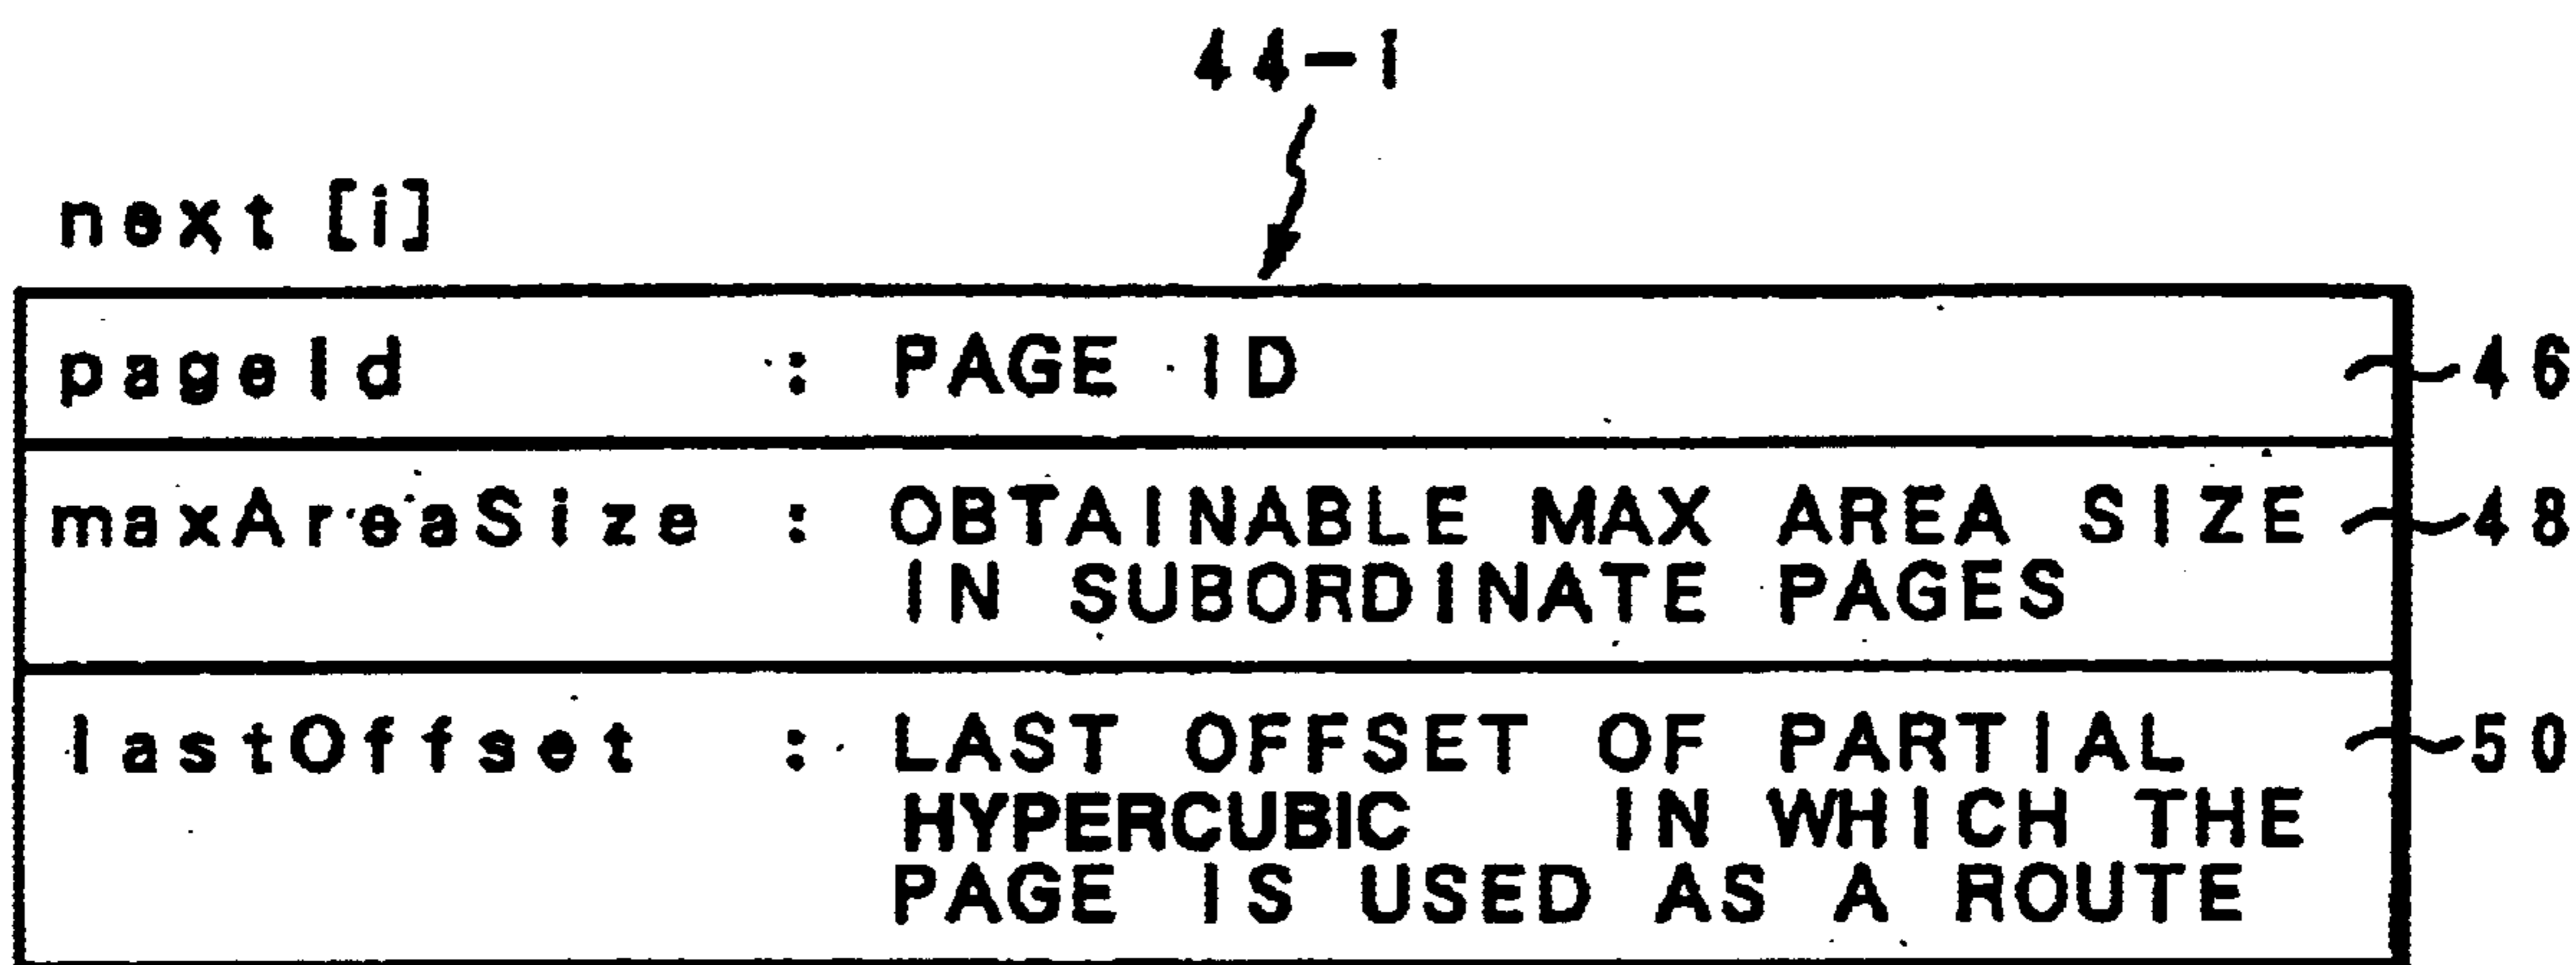 44-i
next [i]
pageId : PAGE ID 46
maxAreaSize : OBTAINABLE MAX AREA SIZE 48
IN SUBORDINATE PAGES
lastOffset : LAST OFFSET OF PARTIAL 50
HYPERCUBIC IN WHICH THE
PAGE IS USED AS A ROUTE